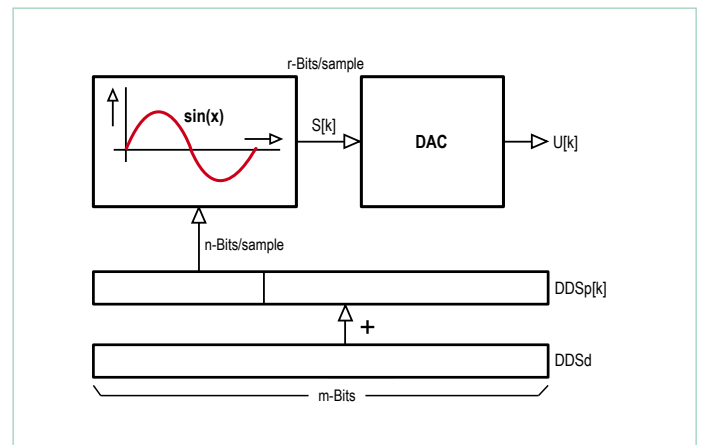 r-Bits/sample
sin(x)
S[k]
DAC
U[k]
n-Bits/sample
DDSp[k]
+
DDSd
m-Bits